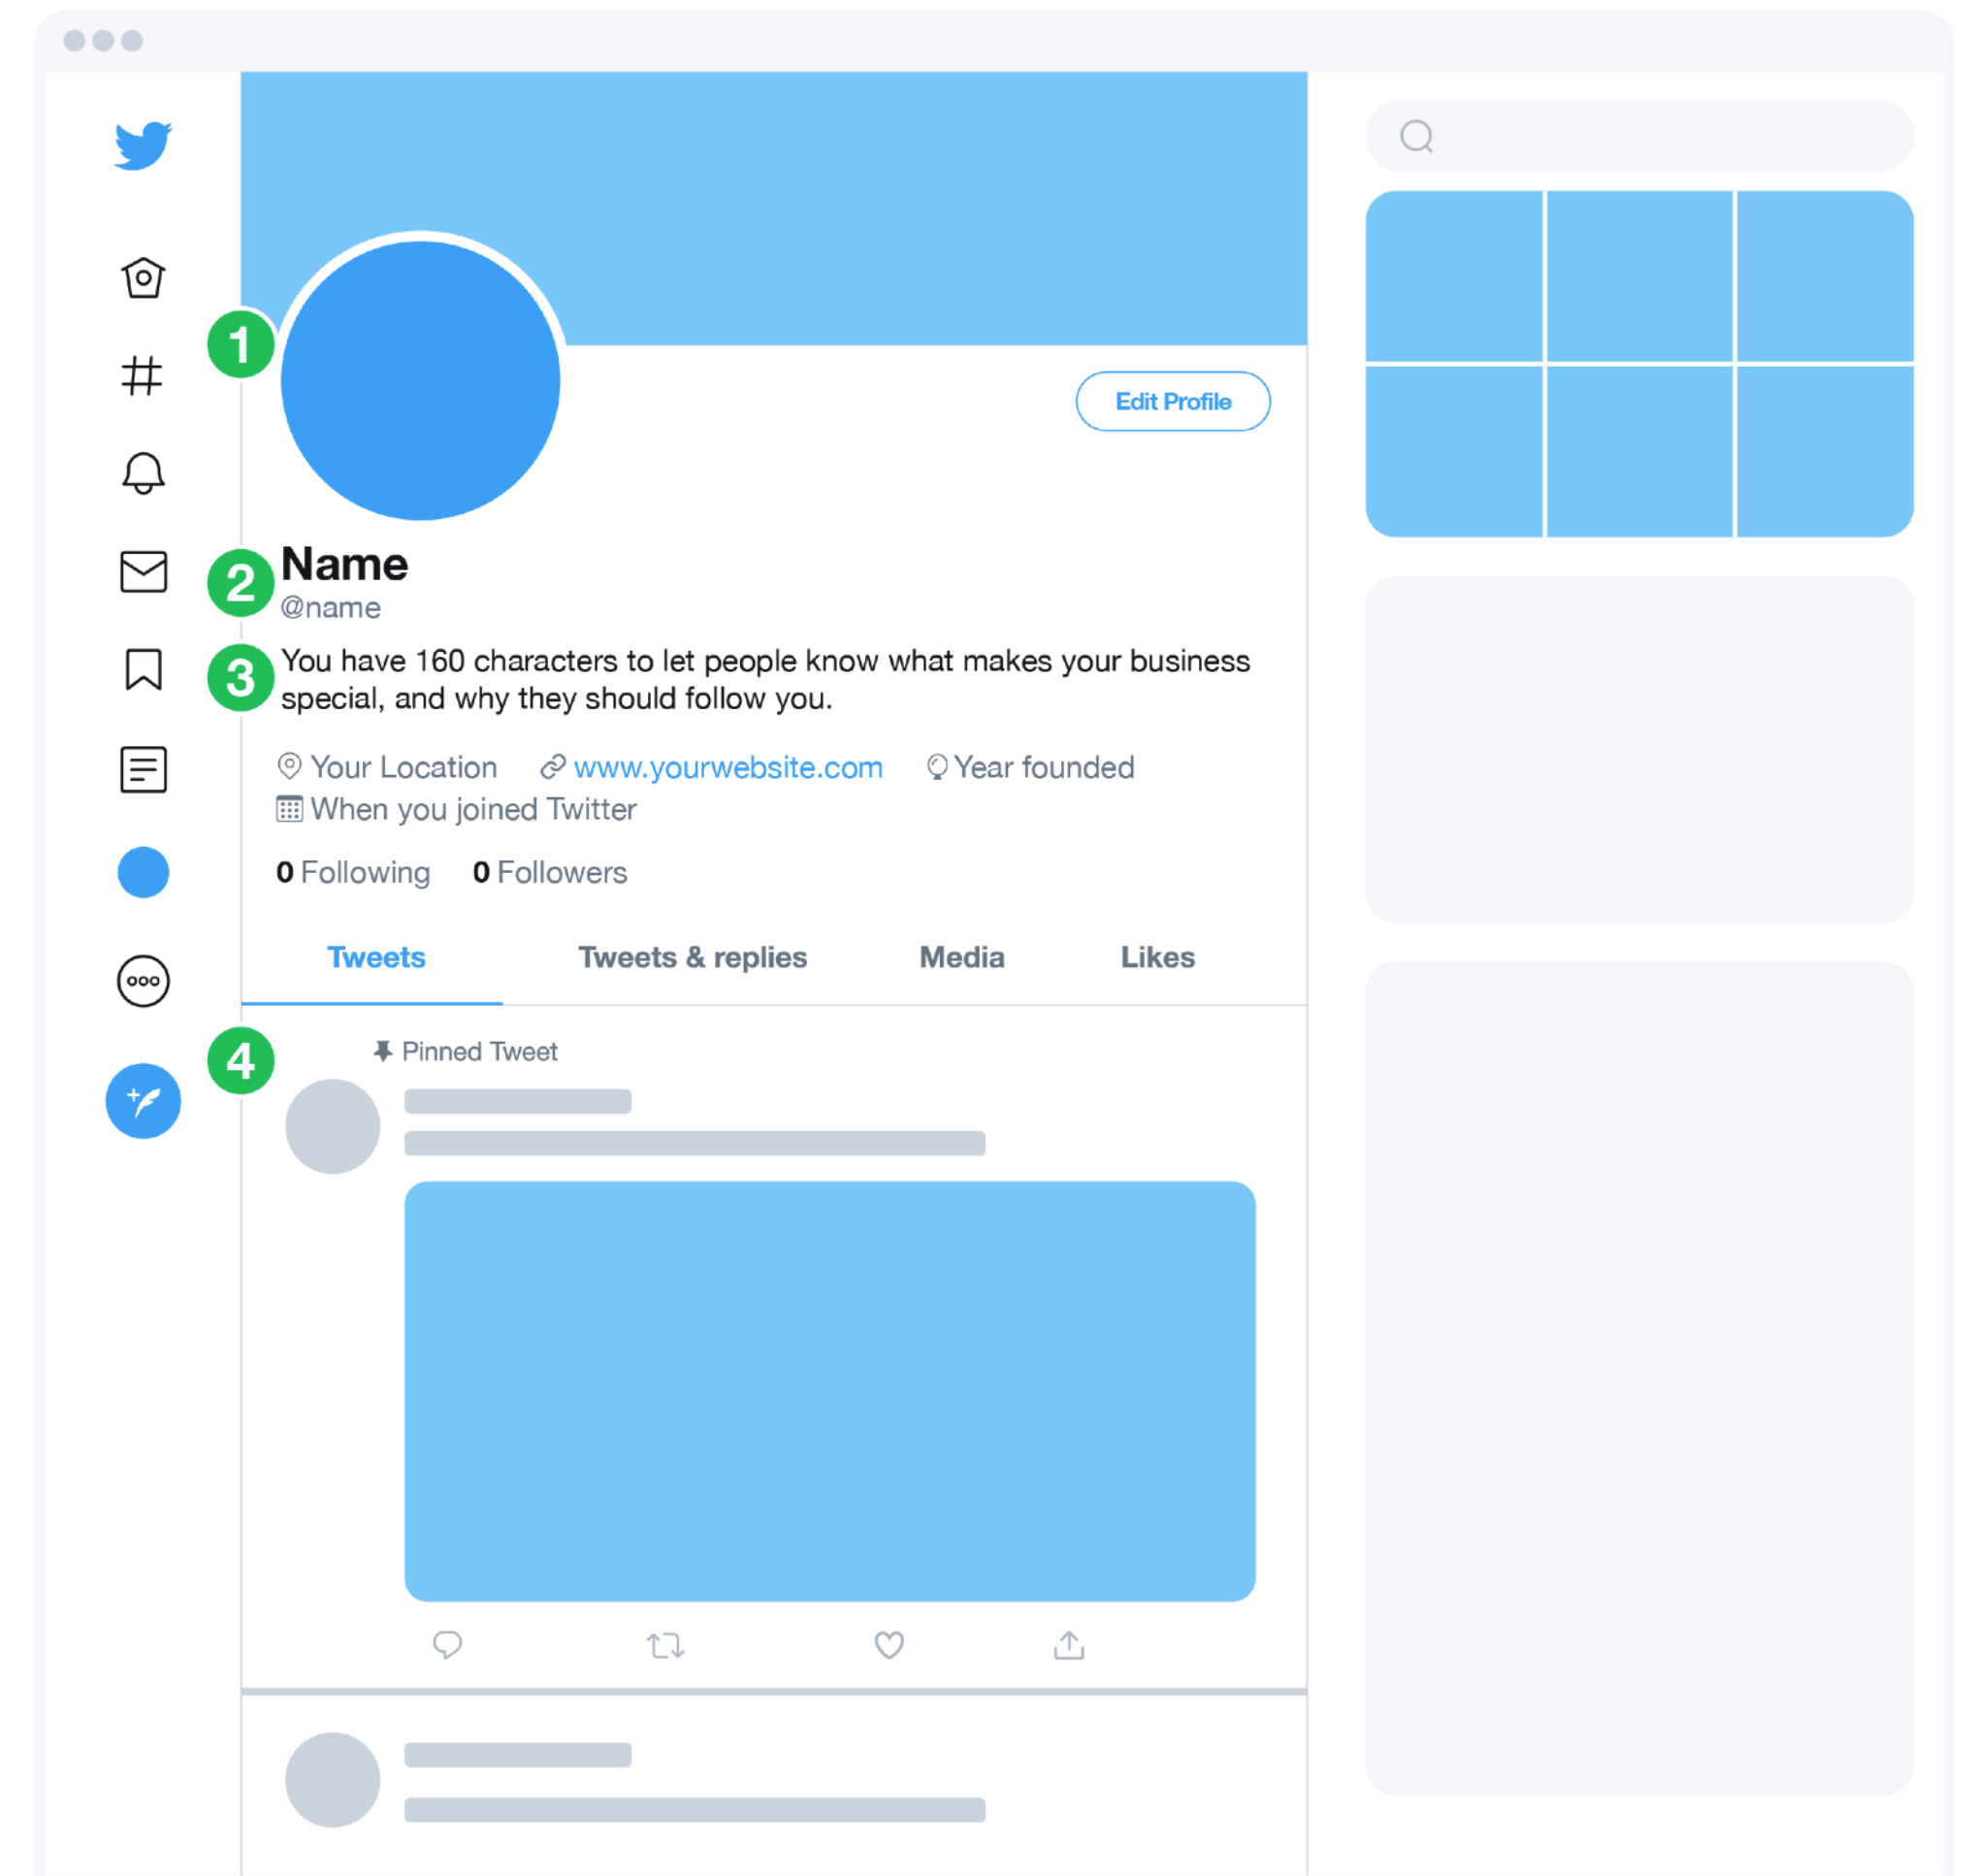 1
Edit Profile
2
Name
@name
3
You have 160 characters to let people know what makes your business
special, and why they should follow you.
Your Location www.yourwebsite.com Year founded
When you joined Twitter
0 Following 0 Followers
Tweets Tweets & replies Media Likes
4
Pinned Tweet